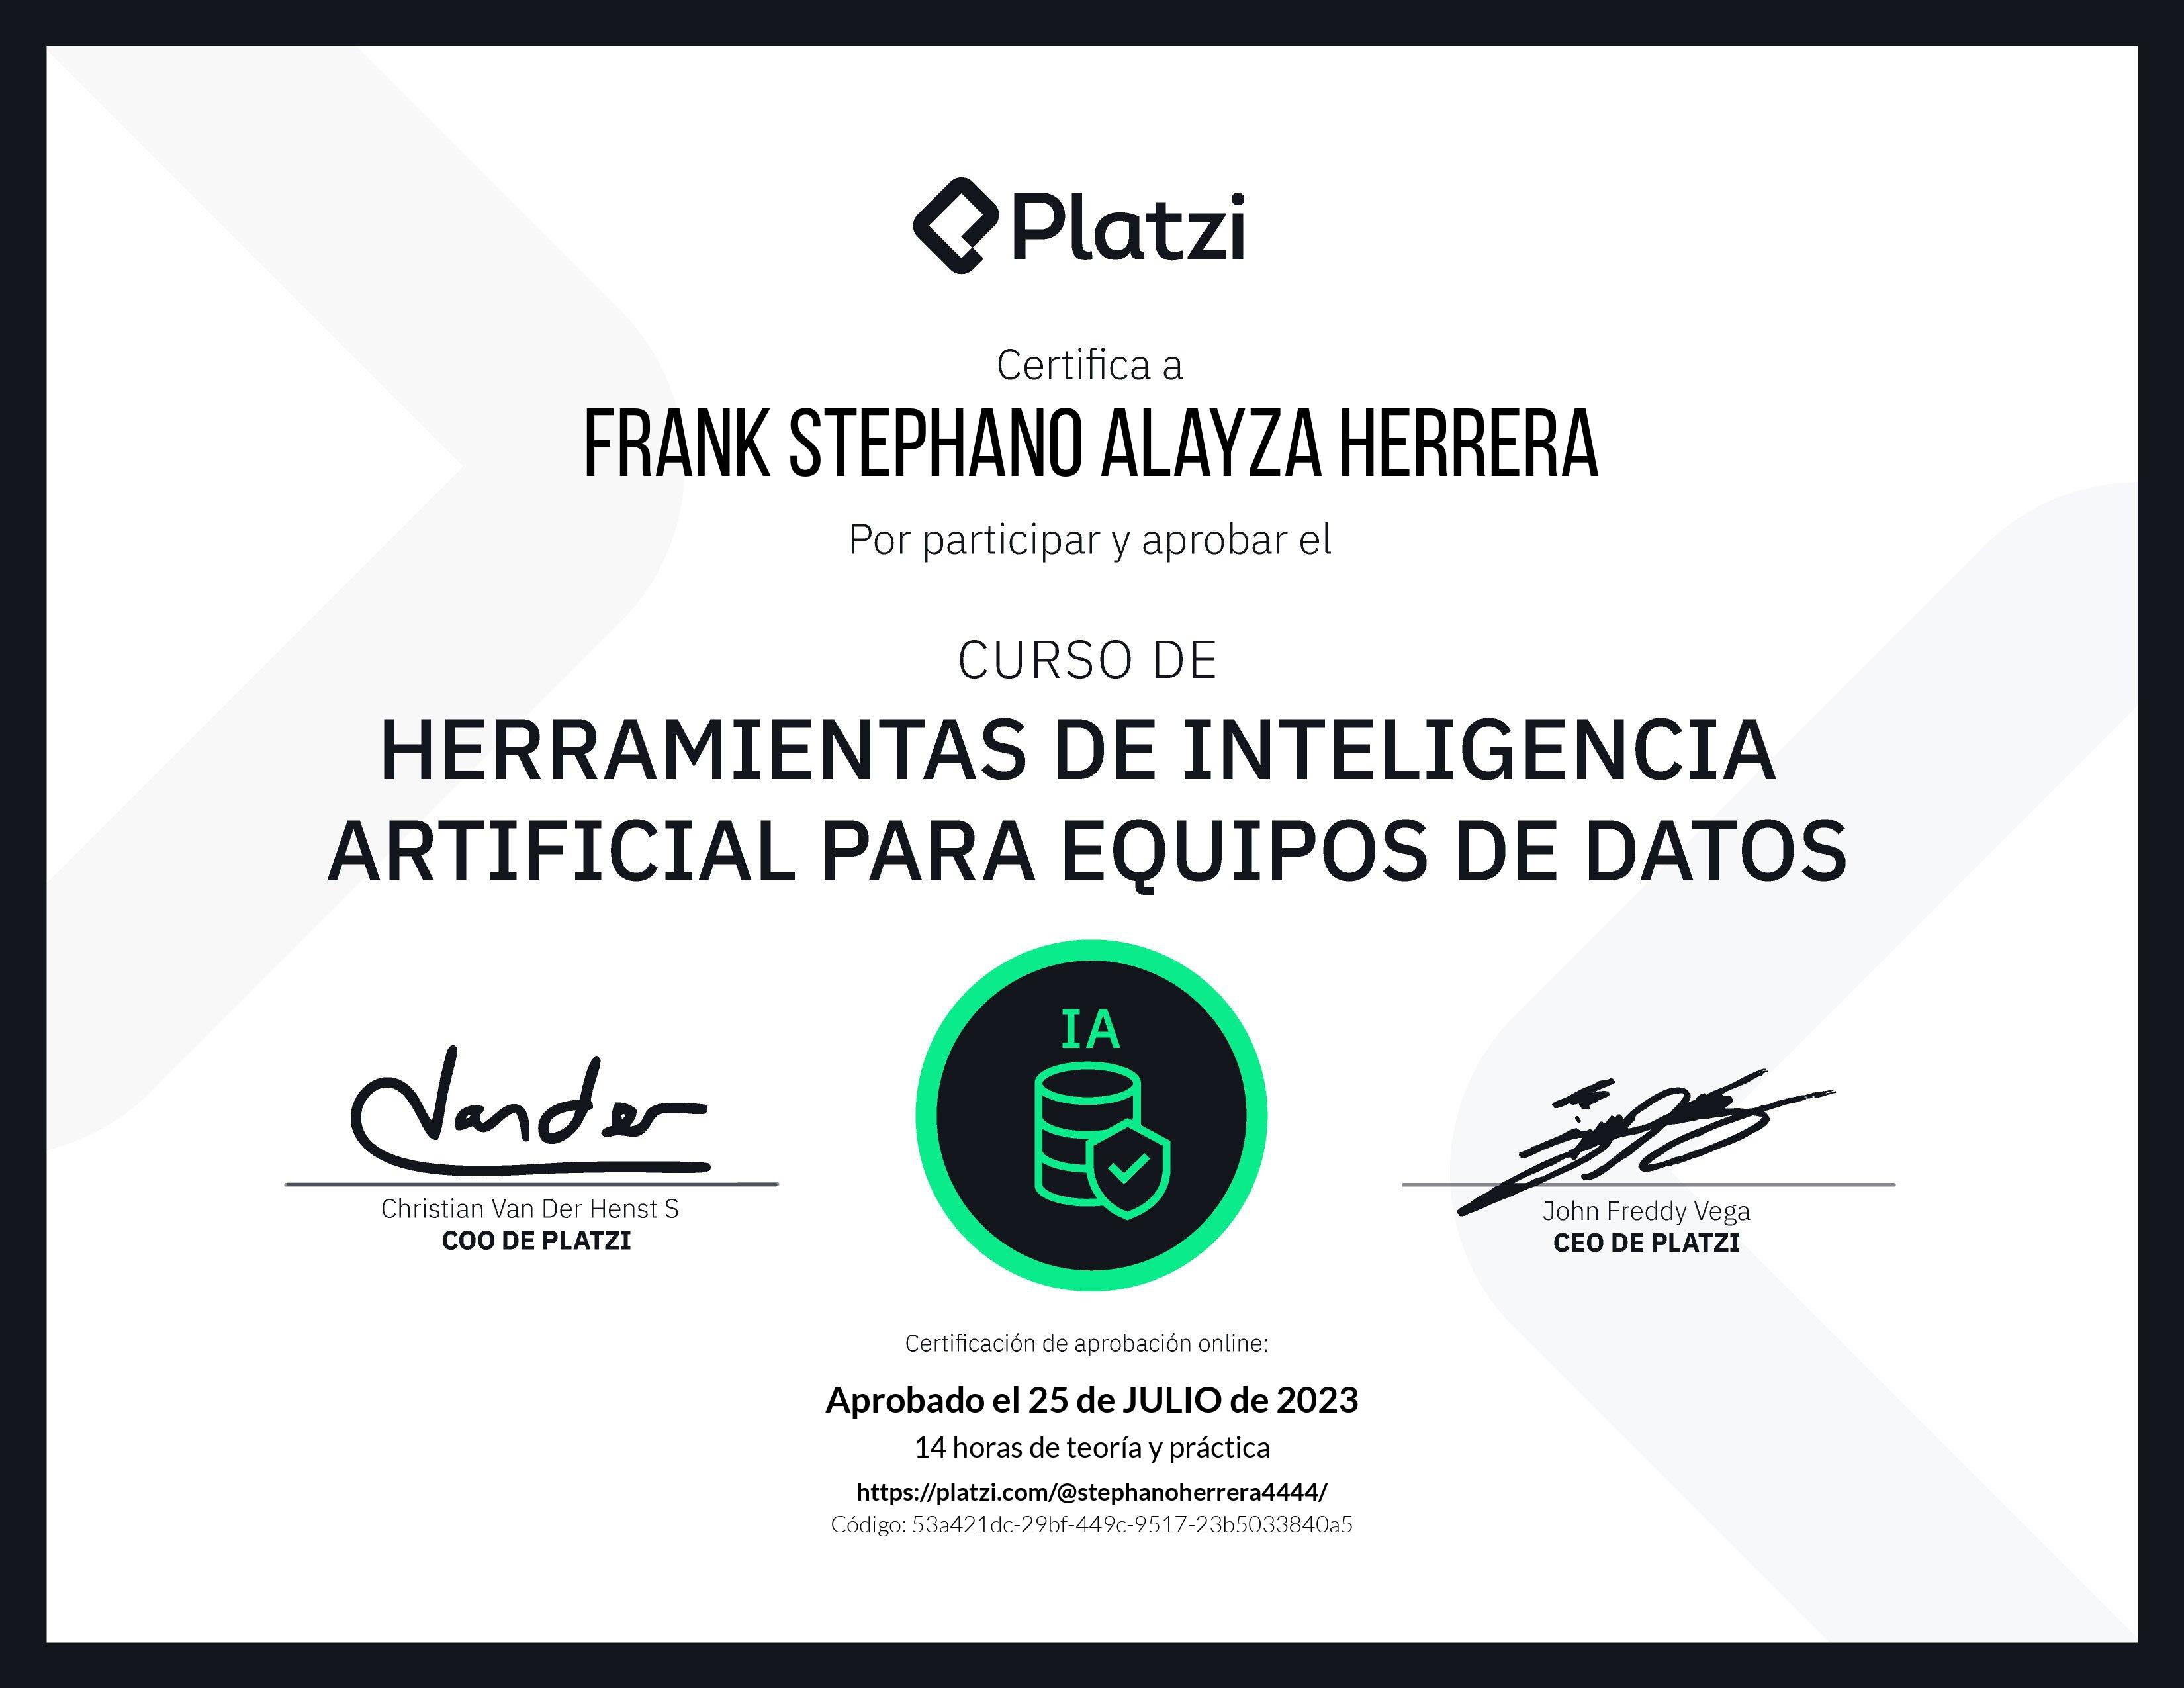 Platzi
Certifica a
FRANK STEPHANO ALAYZA HERRERA
Por participar y aprobar el
CURSO DE
HERRAMIENTAS DE INTELIGENCIA
ARTIFICIAL PARA EQUIPOS DE DATOS
IA
Vander
Christian Van Der Henst S
COO DE PLATZI
John Freddy Vega
CEO DE PLATZI
Certificación de aprobación online:
Aprobado el 25 de JULIO de 2023
14 horas de teoría y práctica
https://platzi.com/@stephanoherrera4444/
Código: 53a421dc-29bf-449c-9517-23b5033840a5